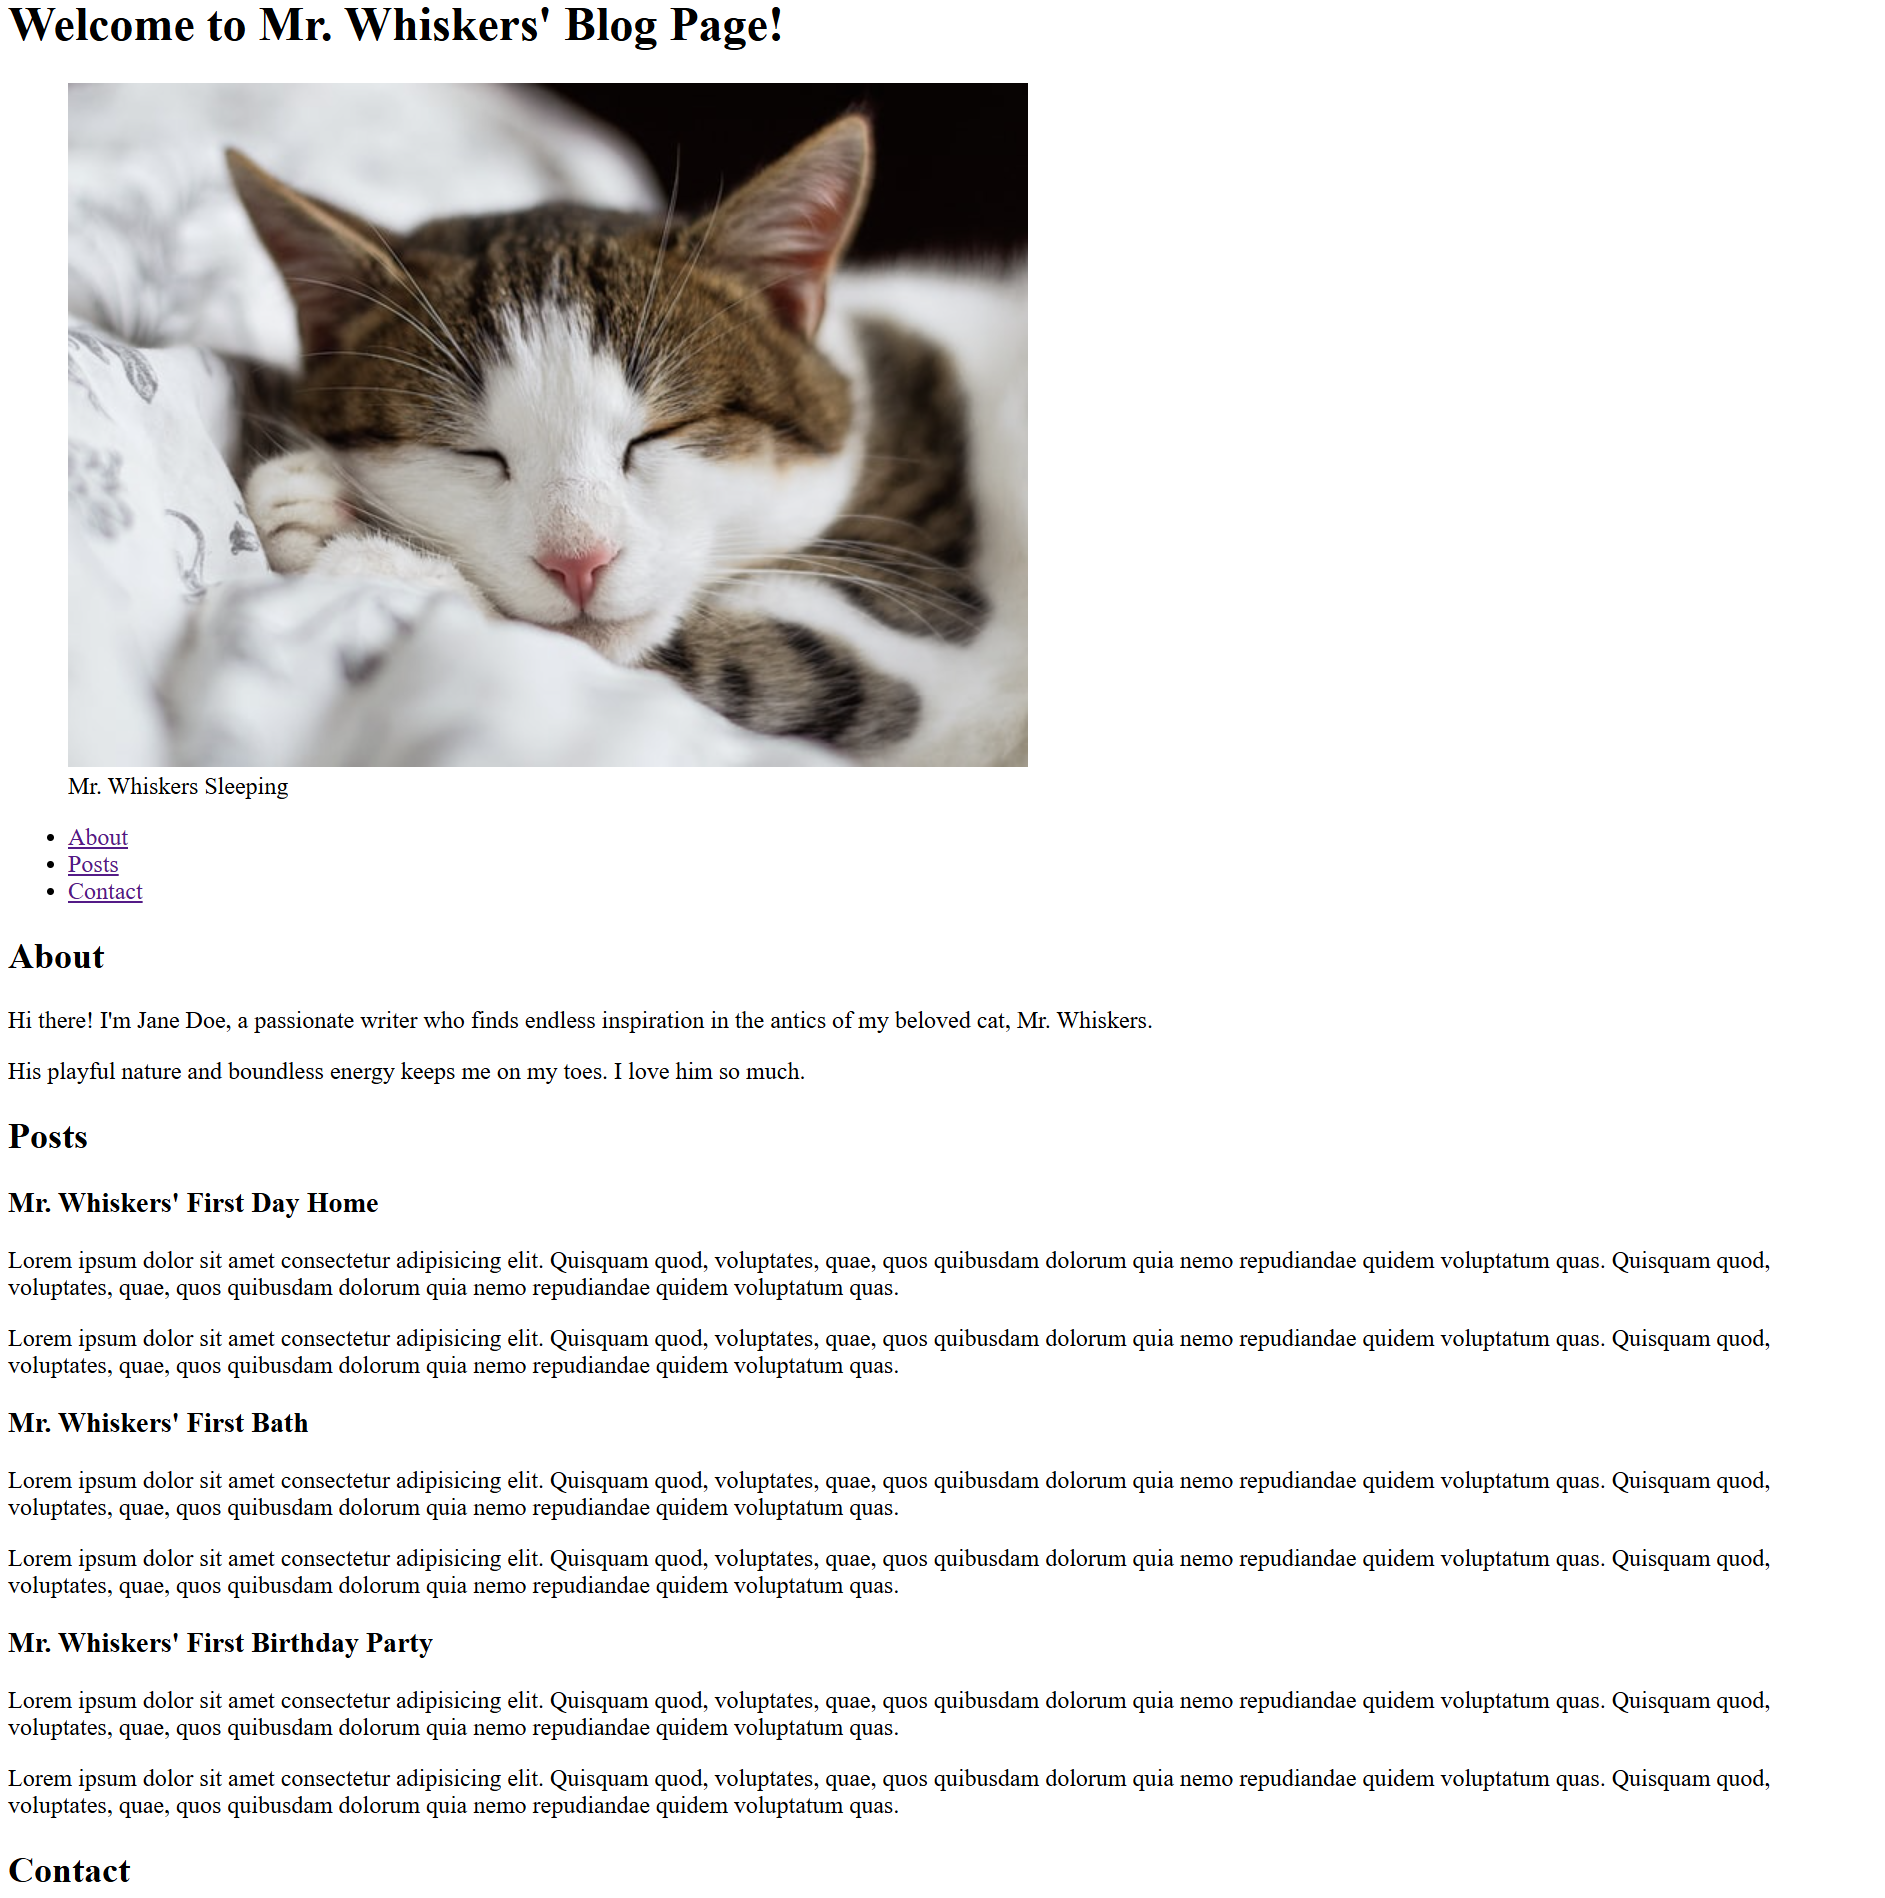 Welcome to Mr. Whiskers' Blog Page!
Mr. Whiskers Sleeping
About
Posts
Contact
About
Hi there! I'm Jane Doe, a passionate writer who finds endless inspiration in the antics of my beloved cat, Mr. Whiskers.
His playful nature and boundless energy keeps me on my toes. I love him so much.
Posts
Mr. Whiskers' First Day Home
Lorem ipsum dolor sit amet consectetur adipisicing elit. Quisquam quod, voluptates, quae, quos quibusdam dolorum quia nemo repudiandae quidem voluptatum quas. Quisquam quod,
voluptates, quae, quos quibusdam dolorum quia nemo repudiandae quidem voluptatum quas.
Lorem ipsum dolor sit amet consectetur adipisicing elit. Quisquam quod, voluptates, quae, quos quibusdam dolorum quia nemo repudiandae quidem voluptatum quas. Quisquam quod,
voluptates, quae, quos quibusdam dolorum quia nemo repudiandae quidem voluptatum quas.
Mr. Whiskers' First Bath
Lorem ipsum dolor sit amet consectetur adipisicing elit. Quisquam quod, voluptates, quae, quos quibusdam dolorum quia nemo repudiandae quidem voluptatum quas. Quisquam quod,
voluptates, quae, quos quibusdam dolorum quia nemo repudiandae quidem voluptatum quas.
Lorem ipsum dolor sit amet consectetur adipisicing elit. Quisquam quod, voluptates, quae, quos quibusdam dolorum quia nemo repudiandae quidem voluptatum quas. Quisquam quod,
voluptates, quae, quos quibusdam dolorum quia nemo repudiandae quidem voluptatum quas.
Mr. Whiskers' First Birthday Party
Lorem ipsum dolor sit amet consectetur adipisicing elit. Quisquam quod, voluptates, quae, quos quibusdam dolorum quia nemo repudiandae quidem voluptatum quas. Quisquam quod,
voluptates, quae, quos quibusdam dolorum quia nemo repudiandae quidem voluptatum quas.
Lorem ipsum dolor sit amet consectetur adipisicing elit. Quisquam quod, voluptates, quae, quos quibusdam dolorum quia nemo repudiandae quidem voluptatum quas. Quisquam quod,
voluptates, quae, quos quibusdam dolorum quia nemo repudiandae quidem voluptatum quas.
Contact